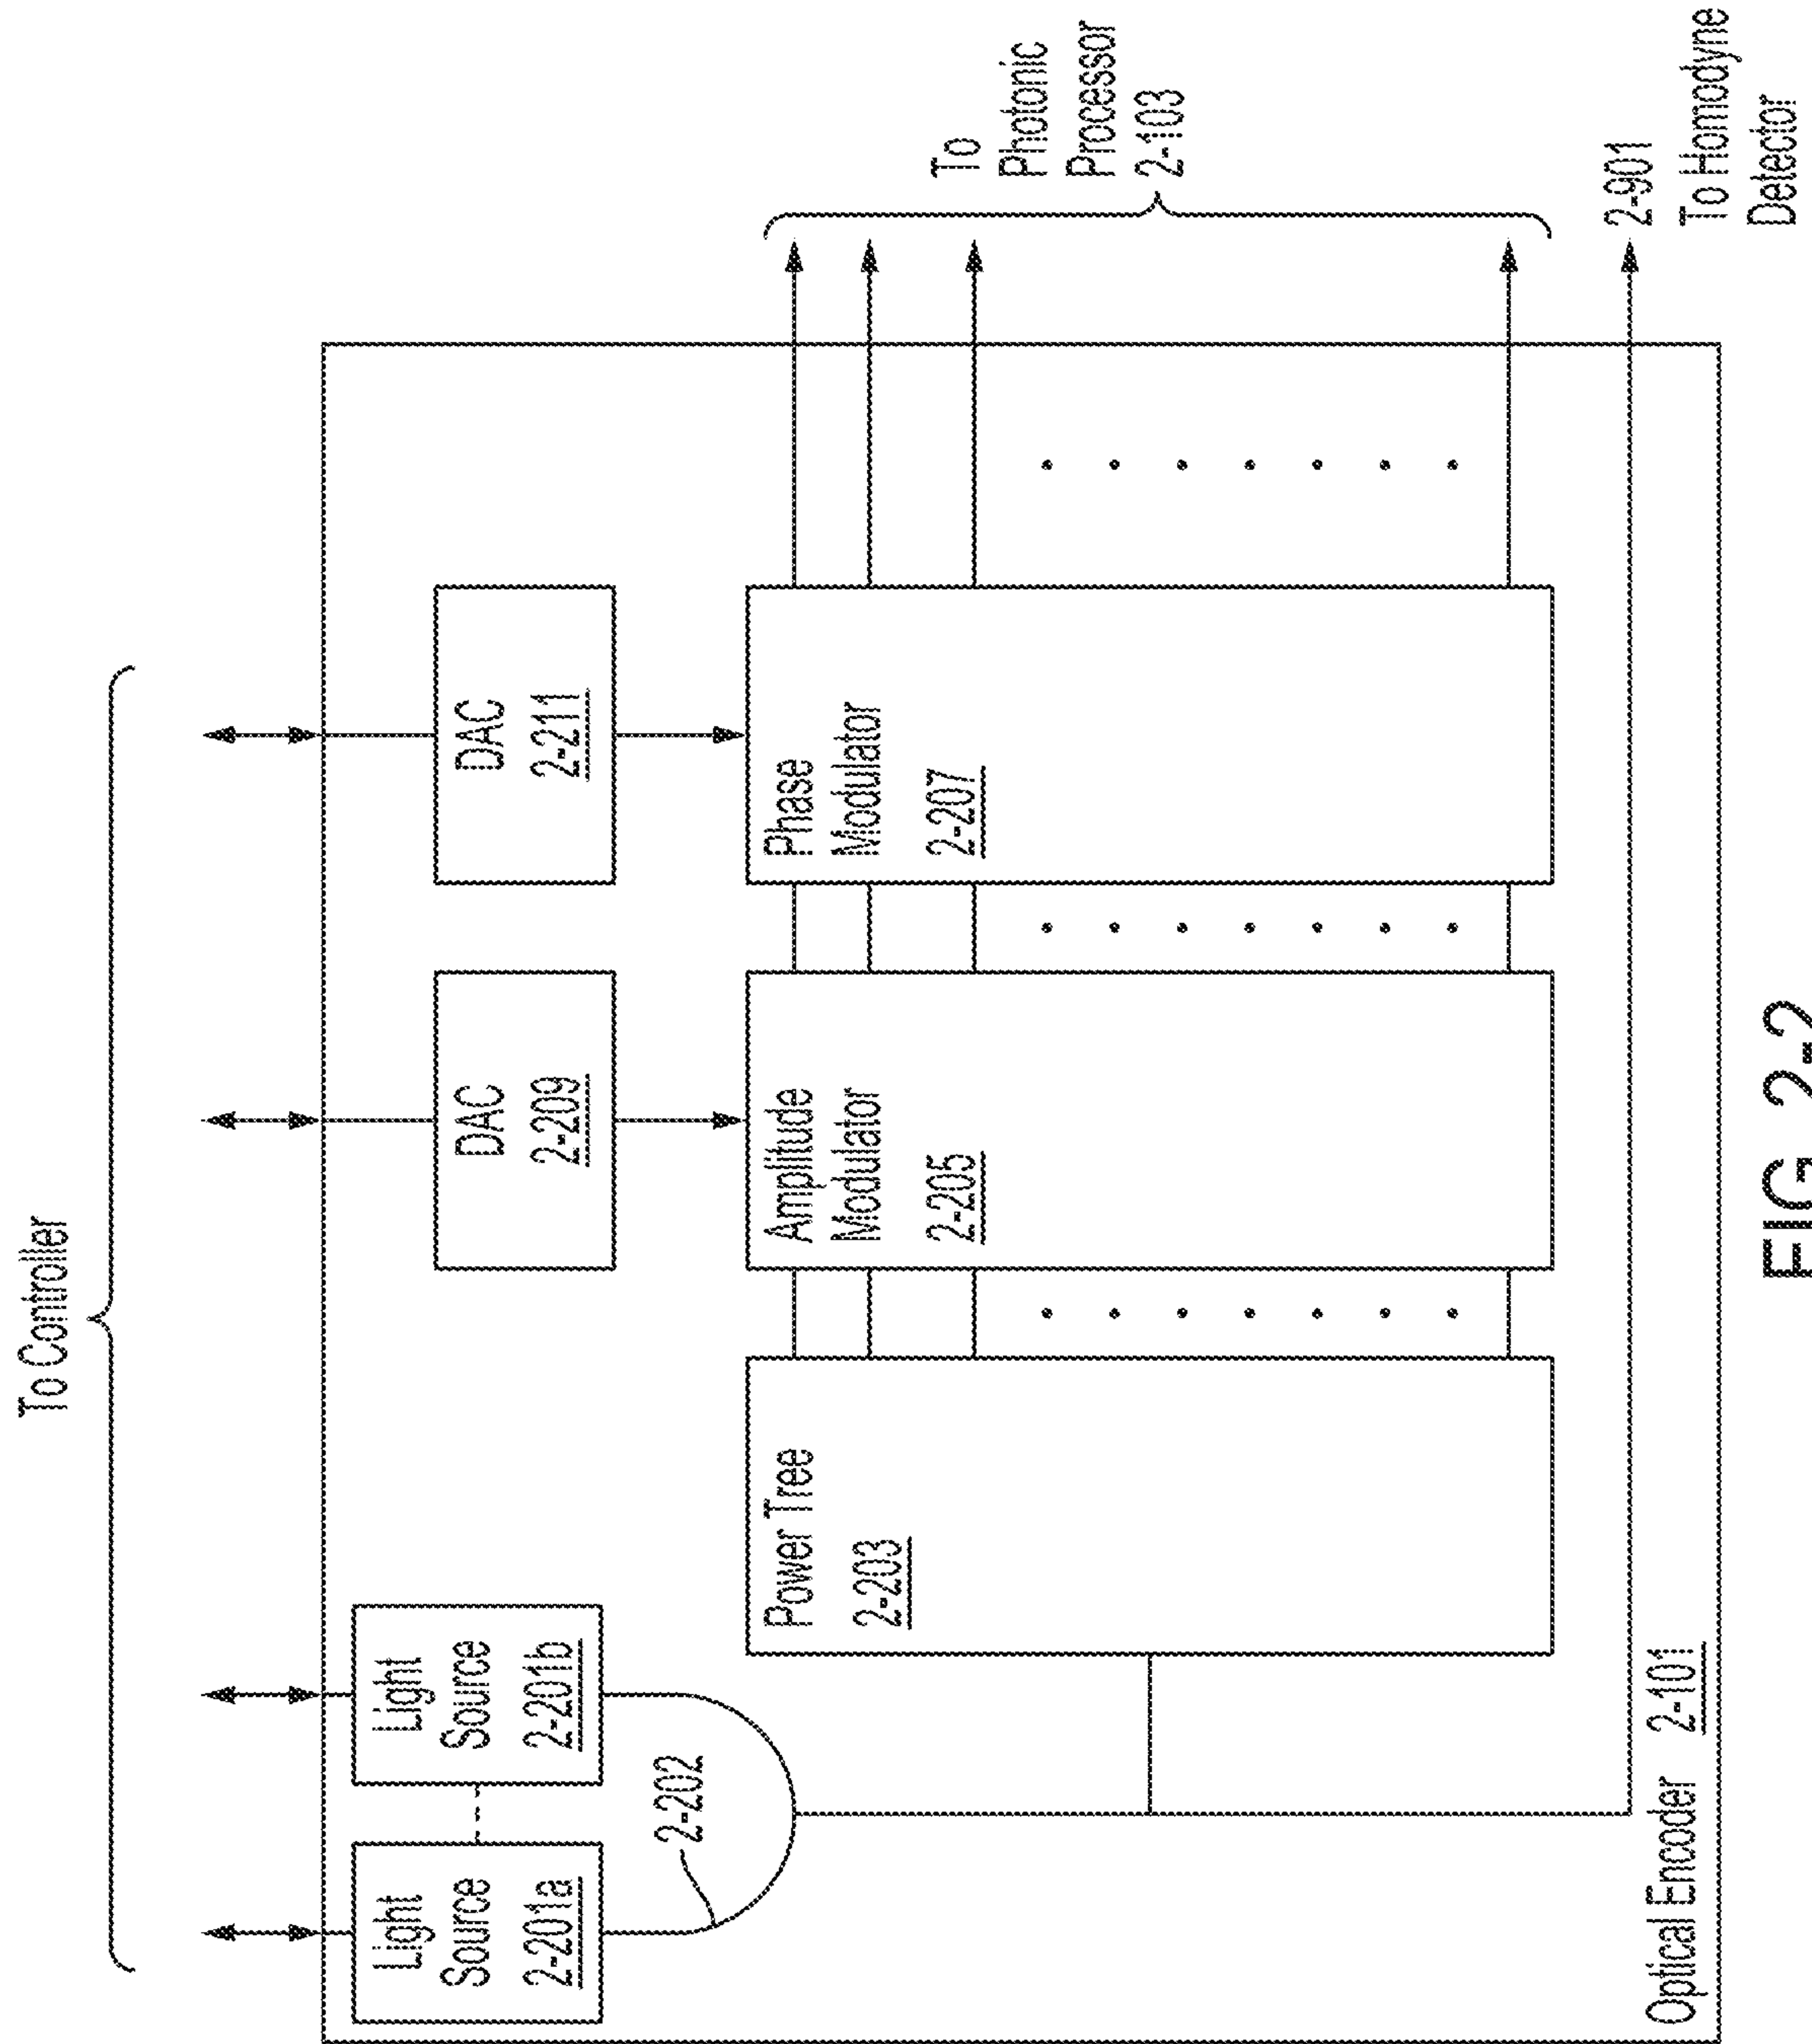 To Controller
Light
Source
2-201a
Light
Source
2-201b
2-202
DAC
2-209
DAC
2-211
Power Tree
2-203
Amplitude
Modulator
2-205
Phase
Modulator
2-207
To
Photonic
Processor
2-103
2-901
To Homodyne
Detector
Optical Encoder 2-101
FIG. 2-2